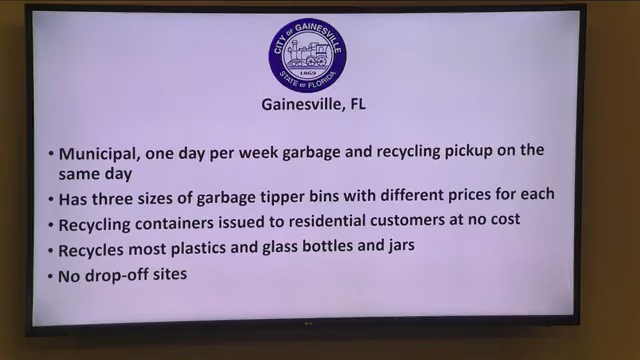 CITY OF GAINESVILLE
1869
STATE OF FLORIDA
Gainesville, FL
• Municipal, one day per week garbage and recycling pickup on the
same day
• Has three sizes of garbage tipper bins with different prices for each
• Recycling containers issued to residential customers at no cost
• Recycles most plastics and glass bottles and jars
• No drop-off sites
LG